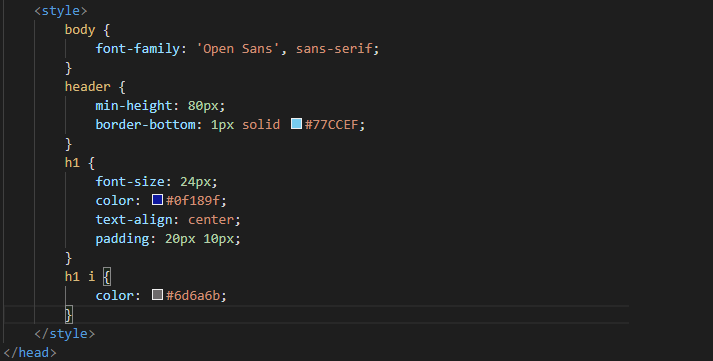 <style>
body {
font-family: 'Open Sans', sans-serif;
}
header {
min-height: 80px;
border-bottom: 1px solid #77CCEF;
}
h1 {
font-size: 24px;
color: #0f189f;
text-align: center;
padding: 20px 10px;
}
h1 i {
color: #6d6a6b;
}
</style>
</head>